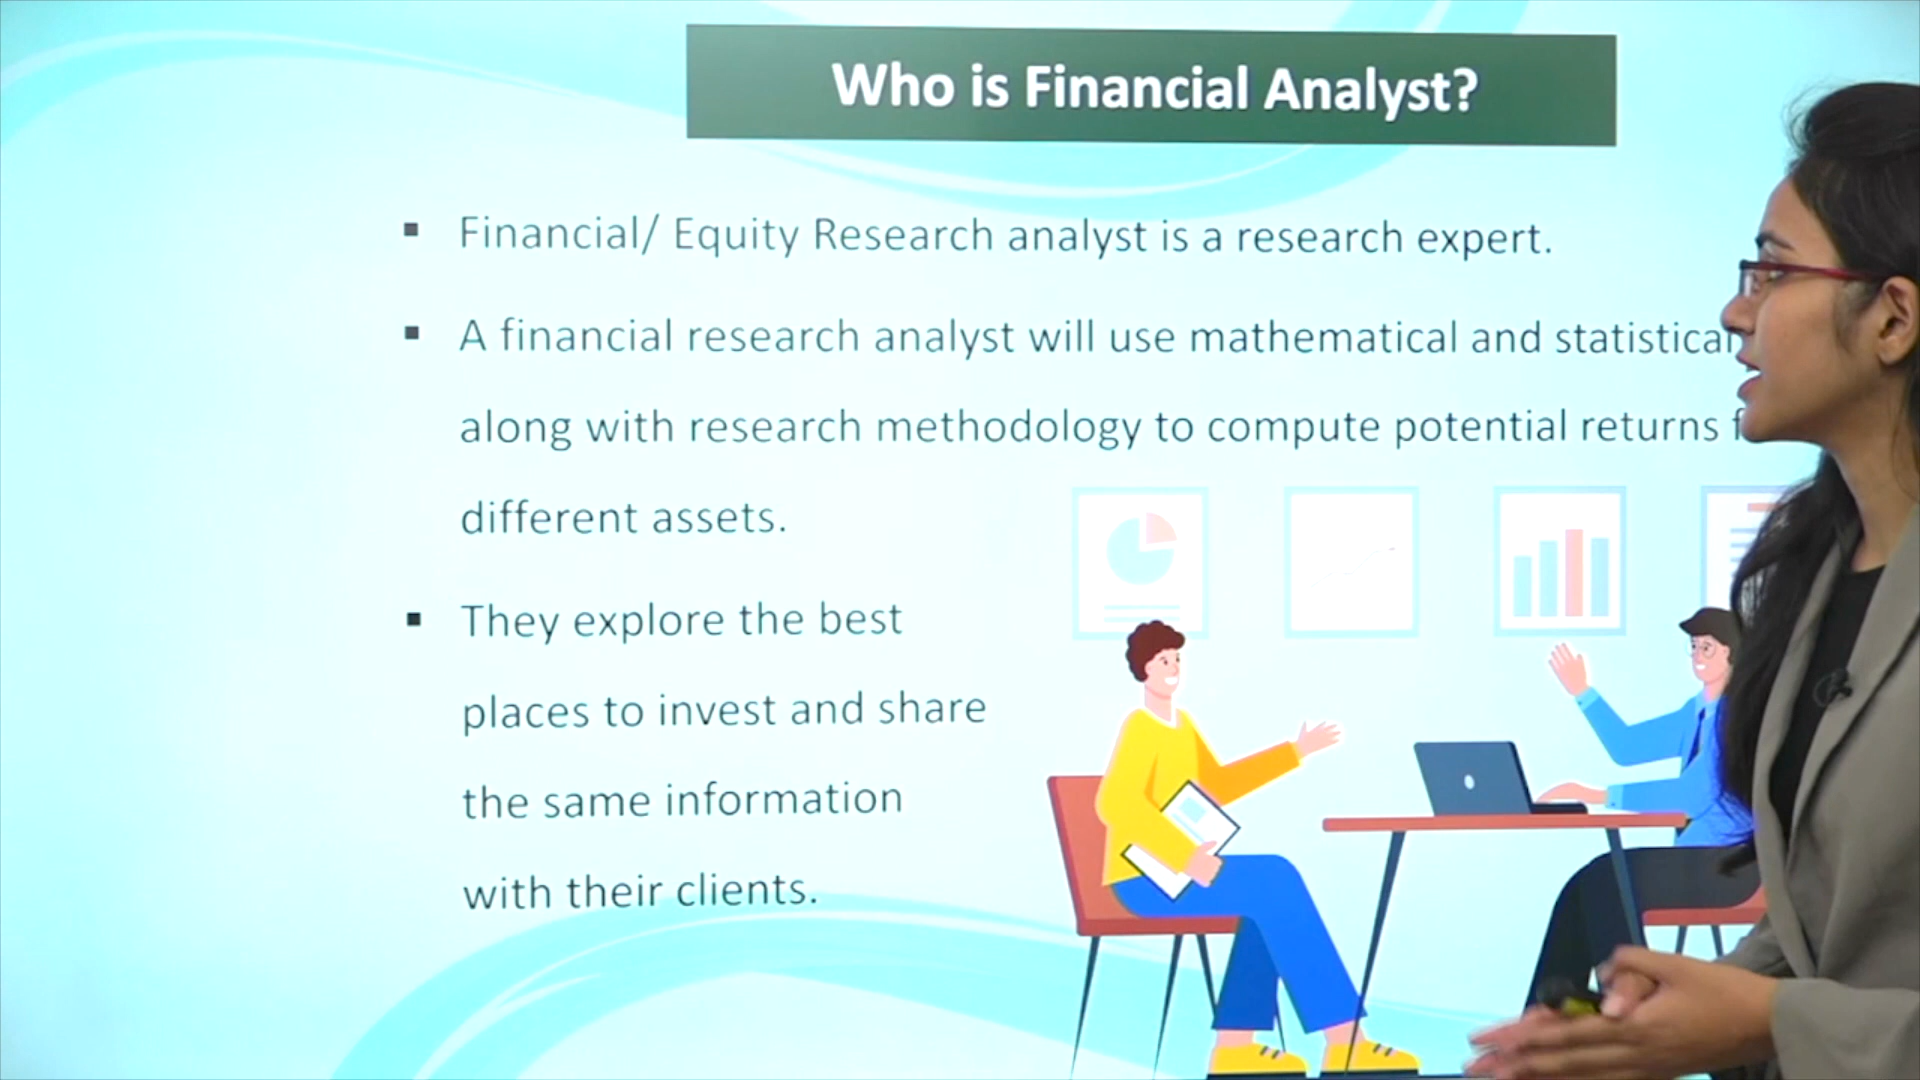 Who is Financial Analyst?
▪ Financial/ Equity Research analyst is a research expert.
▪ A financial research analyst will use mathematical and statistical
along with research methodology to compute potential returns
different assets.
▪ They explore the best
places to invest and share
the same information
with their clients.